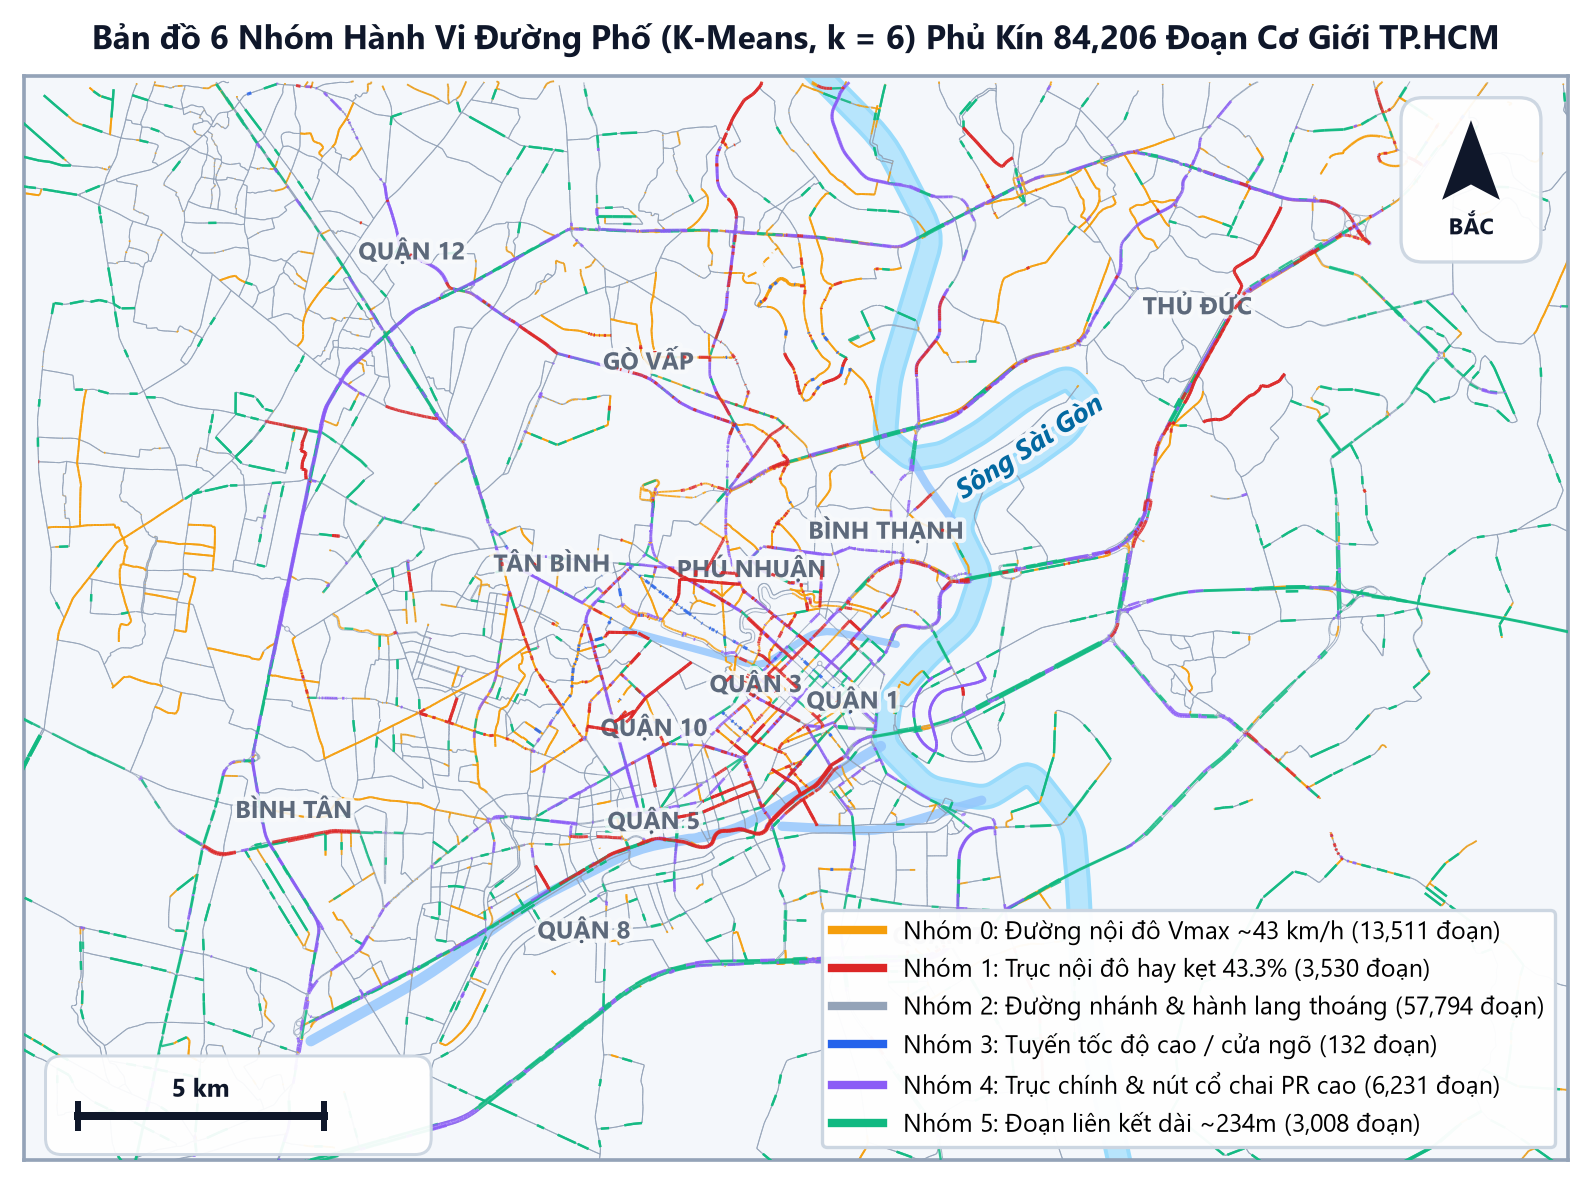 Bản đồ 6 Nhóm Hành Vi Đường Phố (K-Means, k = 6) Phủ Kín 84,206 Đoạn Cơ Giới TP.HCM
BẮC
QUẬN 12
THỦ ĐỨC
GÒ VẤP
Sông Sài Gòn
BÌNH THẠNH
TÂN BÌNH
PHÚ NHUẬN
QUẬN 3
QUẬN 1
QUẬN 10
BÌNH TÂN
QUẬN 5
QUẬN 8
Nhóm 0: Đường nội đô Vmax ~43 km/h (13,511 đoạn)
Nhóm 1: Trục nội đô hay kẹt 43.3% (3,530 đoạn)
Nhóm 2: Đường nhánh & hành lang thoáng (57,794 đoạn)
Nhóm 3: Tuyến tốc độ cao / cửa ngõ (132 đoạn)
Nhóm 4: Trục chính & nút cổ chai PR cao (6,231 đoạn)
Nhóm 5: Đoạn liên kết dài ~234m (3,008 đoạn)
5 km